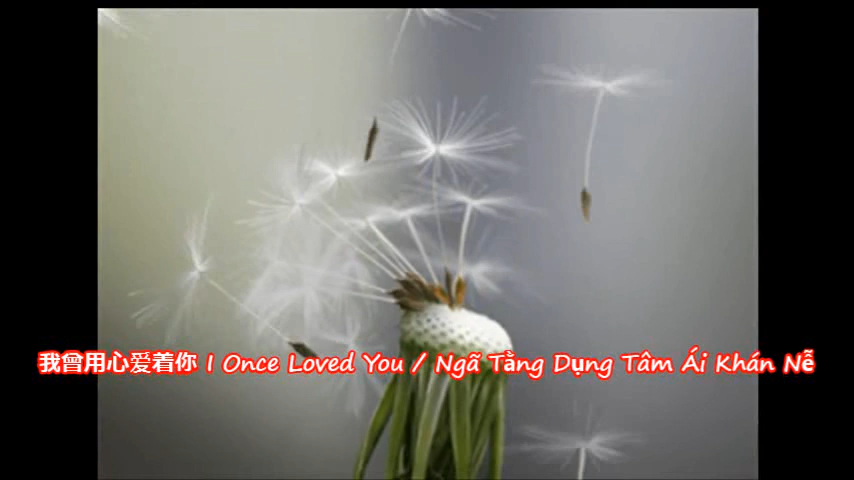 我曾用心爱着你 I Once Loved You / Ngã Tằng Dụng Tâm Ái Khán Nễ